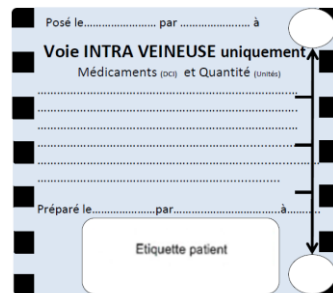 Posé le..................... par ....................... à
Voie INTRA VEINEUSE uniquement
Médicaments (DCI) et Quantité (Unités)
Préparé le....................par.......................à..........
Etiquette patient